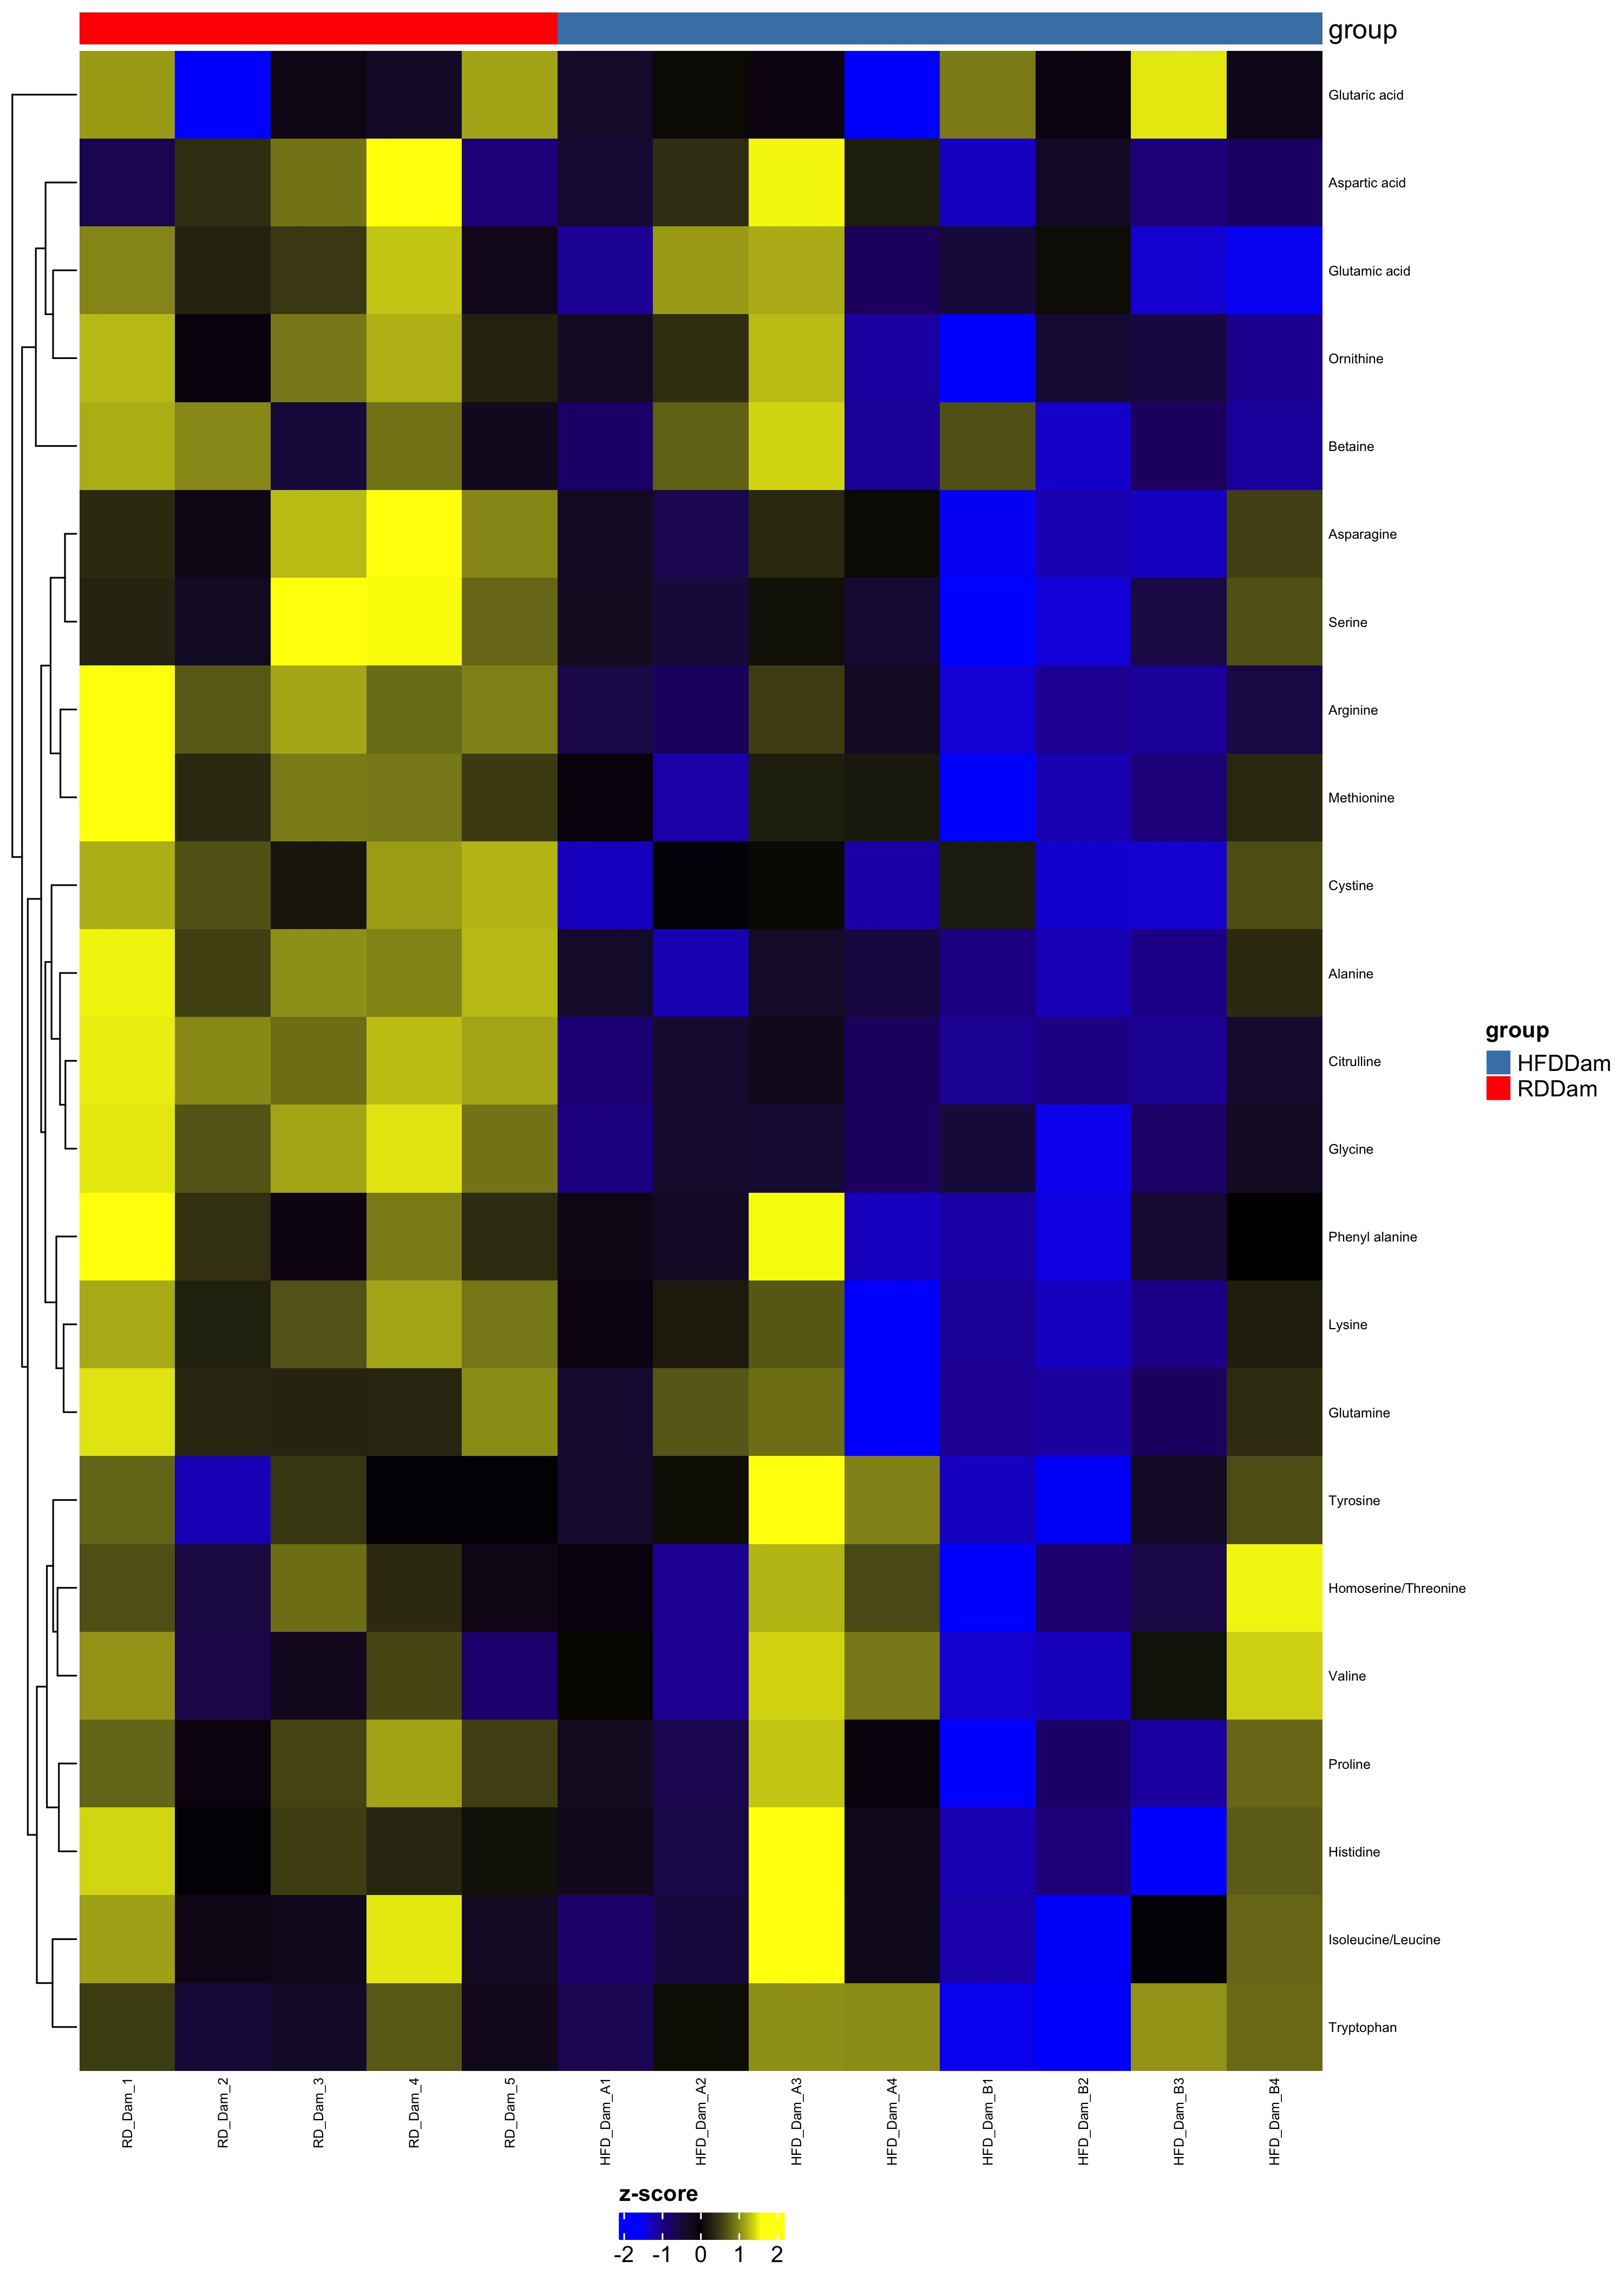 group
Glutaric acid
Aspartic acid
Glutamic acid
Ornithine
Betaine
Asparagine
Serine
Arginine
Methionine
Cystine
Alanine
Citrulline
Glycine
Phenyl alanine
Lysine
Glutamine
Tyrosine
Homoserine/Threonine
Valine
Proline
Histidine
Isoleucine/Leucine
Tryptophan
group
HFDDam
RDDam
RD_Dam_1
RD_Dam_2
RD_Dam_3
RD_Dam_4
RD_Dam_5
HFD_Dam_A1
HFD_Dam_A2
HFD_Dam_A3
HFD_Dam_A4
HFD_Dam_B1
HFD_Dam_B2
HFD_Dam_B3
HFD_Dam_B4
z-score
-2 -1 0 1 2